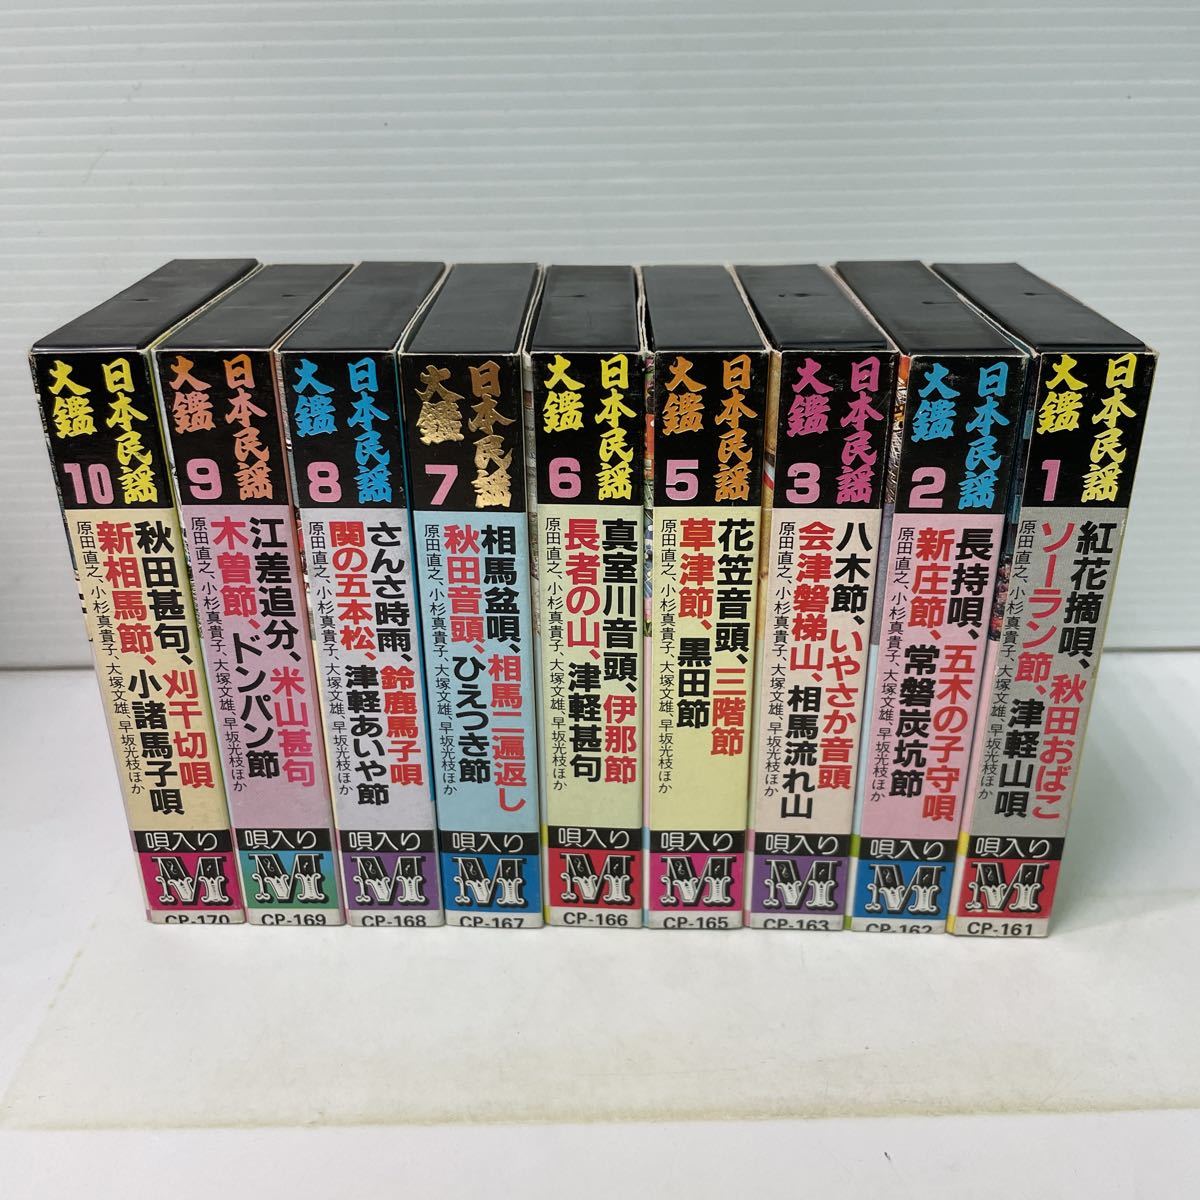 日本民謡
大鑑
10
秋田甚句、刈干切唄
新相馬節、小諸馬子唄
原田直之、小杉真貴子、大塚文雄、早坂光枝ほか
唄入り
M
CP-170
日本民謡
大鑑
9
江差追分、米山甚句
木曽節、ドンパン節
原田直之、小杉真貴子、大塚文雄、早坂光枝ほか
唄入り
M
CP-169
日本民謡
大鑑
8
さんさ時雨、鈴鹿馬子唄
関の五本松、津軽あいや節
原田直之、小杉真貴子、大塚文雄、早坂光枝ほか
唄入り
M
CP-168
日本民謡
大鑑
7
相馬盆唄、相馬二遍返し
秋田音頭、ひえつき節
原田直之、小杉真貴子、大塚文雄、早坂光枝ほか
唄入り
M
CP-167
日本民謡
大鑑
6
真室川音頭、伊那節
長者の山、津軽甚句
原田直之、小杉真貴子、大塚文雄、早坂光枝ほか
唄入り
M
CP-166
日本民謡
大鑑
5
花笠音頭、三階節
草津節、黒田節
原田直之、小杉真貴子、大塚文雄、早坂光枝ほか
唄入り
M
CP-165
日本民謡
大鑑
3
八木節、いやさか音頭
会津磐梯山、相馬流れ山
原田直之、小杉真貴子、大塚文雄、早坂光枝ほか
唄入り
M
CP-163
日本民謡
大鑑
2
長持唄、五木の子守唄
新庄節、常磐炭坑節
原田直之、小杉真貴子、大塚文雄、早坂光枝ほか
唄入り
M
CP-162
日本民謡
大鑑
1
紅花摘唄、秋田おばこ
ソーラン節、津軽山唄
原田直之、小杉真貴子、大塚文雄、早坂光枝ほか
唄入り
M
CP-161